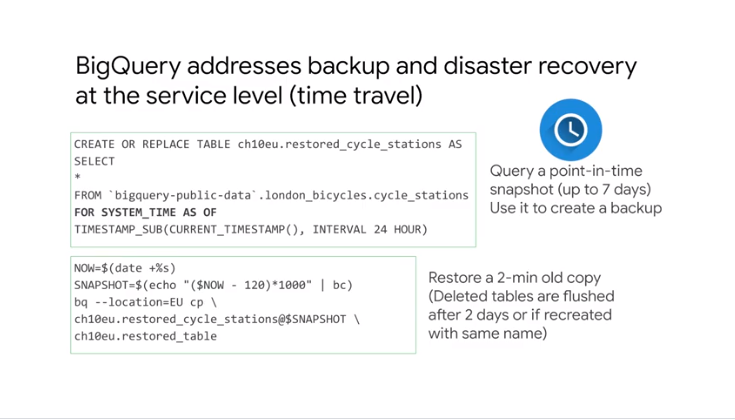 BigQuery addresses backup and disaster recovery
at the service level (time travel)
CREATE OR REPLACE TABLE ch10eu.restored_cycle_stations AS
SELECT
*
FROM `bigquery-public-data`.london_bicycles.cycle_stations
FOR SYSTEM_TIME AS OF
TIMESTAMP_SUB(CURRENT_TIMESTAMP(), INTERVAL 24 HOUR)
Query a point-in-time
snapshot (up to 7 days)
Use it to create a backup
NOW=$(date +%s)
SNAPSHOT=$(echo "($NOW - 120)*1000" | bc)
bq --location=EU cp \
ch10eu.restored_cycle_stations@$SNAPSHOT \
ch10eu.restored_table
Restore a 2-min old copy
(Deleted tables are flushed
after 2 days or if recreated
with same name)